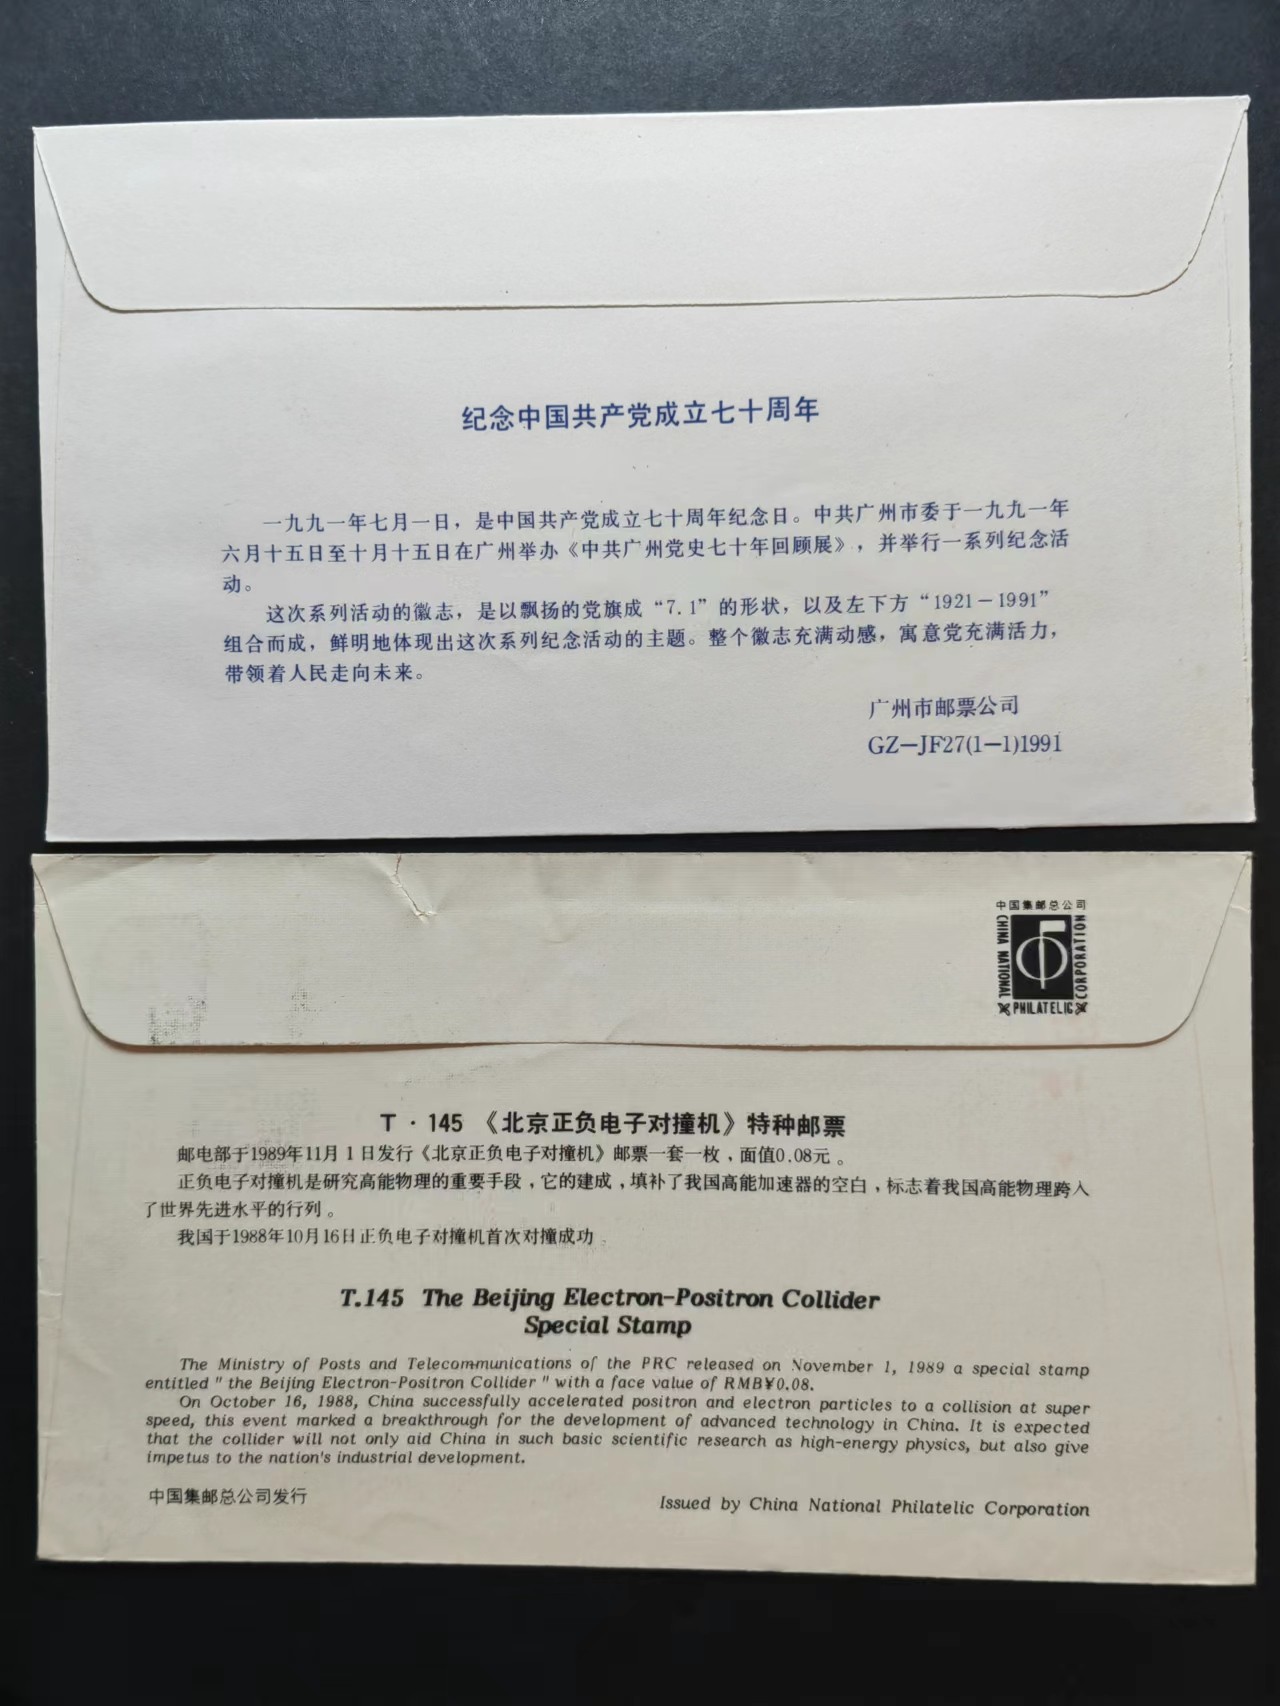 纪念中国共产党成立七十周年
一九九一年七月一日，是中国共产党成立七十周年纪念日。中共广州市委于一九九一年
六月十五日至十月十五日在广州举办《中共广州党史七十年回顾展》，并举行一系列纪念活
动。
这次系列活动的徽志，是以飘扬的党旗成“7.1”的形状，以及左下方“1921－1991”
组合而成，鲜明地体现出这次系列纪念活动的主题。整个徽志充满动感，寓意党充满活力，
带领着人民走向未来。
广州市邮票公司
GZ－JF27(1－1)1991
中国集邮总公司
CHINA NATIONAL
PHILATELIC
CORPORATION
T·145《北京正负电子对撞机》特种邮票
邮电部于1989年11月1日发行《北京正负电子对撞机》邮票一套一枚，面值0.08元。
正负电子对撞机是研究高能物理的重要手段，它的建成，填补了我国高能加速器的空白，标志着我国高能物理跨入
了世界先进水平的行列。
我国于1988年10月16日正负电子对撞机首次对撞成功。
T.145 The Beijing Electron-Positron Collider
Special Stamp
The Ministry of Posts and Telecommunications of the PRC released on November 1, 1989 a special stamp
entitled " the Beijing Electron-Positron Collider " with a face value of RMB¥0.08.
On October 16, 1988, China successfully accelerated positron and electron particles to a collision at super
speed, this event marked a breakthrough for the development of advanced technology in China. It is expected
that the collider will not only aid China in such basic scientific research as high-energy physics, but also give
impetus to the nation's industrial development.
中国集邮总公司发行
Issued by China National Philatelic Corporation